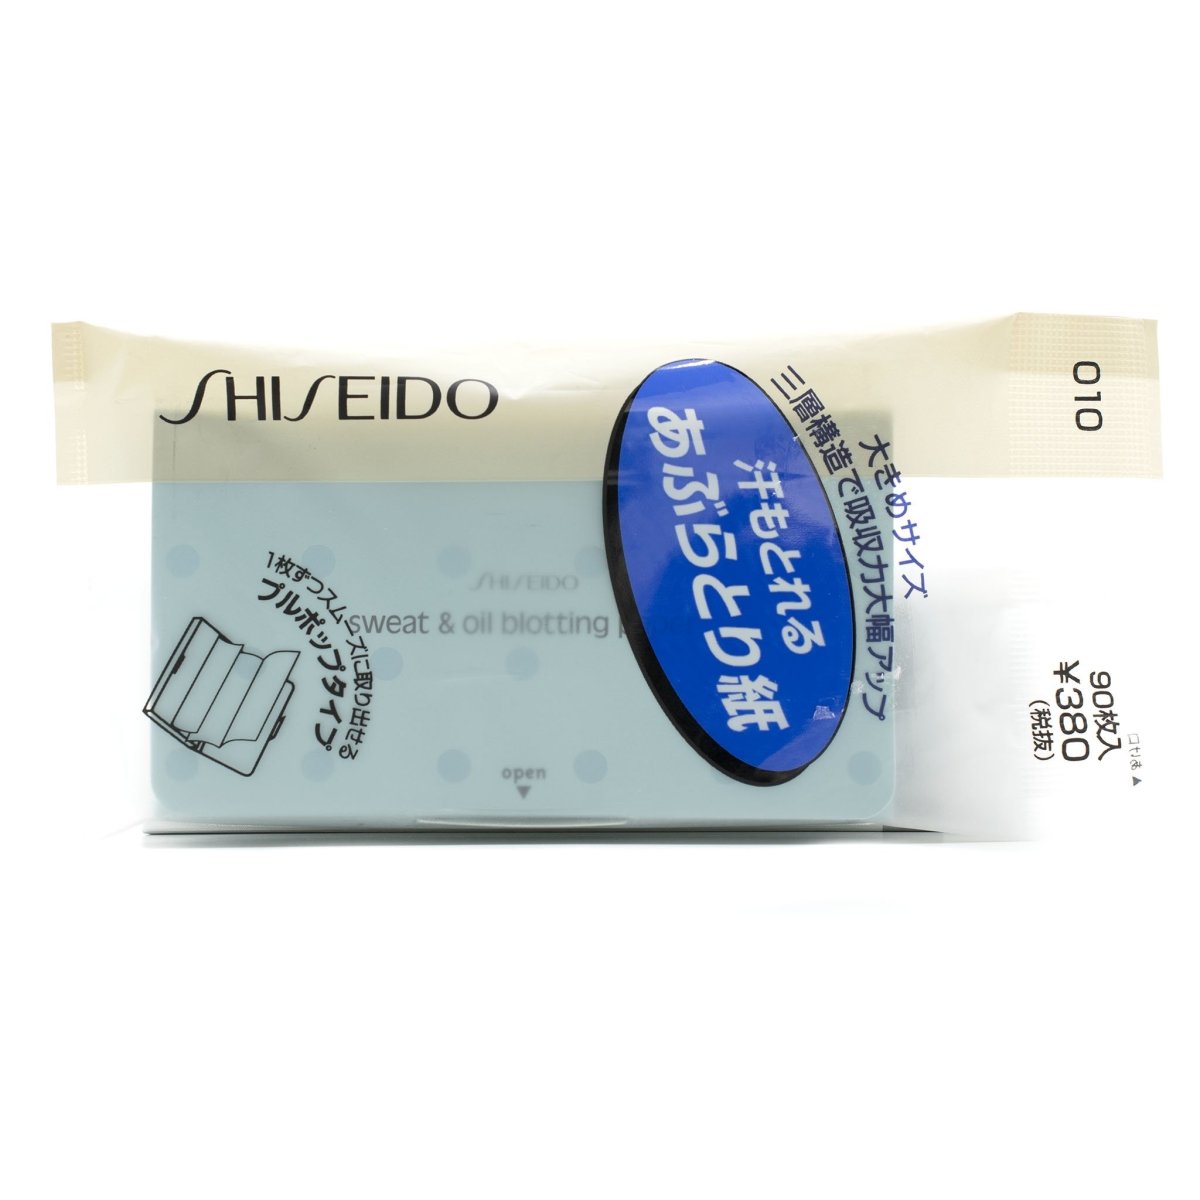 SHISEIDO
010
大きめサイズ
三層構造で吸収力大幅アップ
汗もとれる
あぶらとり紙
SHISEIDO
sweat & oil blotting
1枚ずつスムーズに取り出せる
プルポップタイプ
open
90枚入
¥380
(税抜)